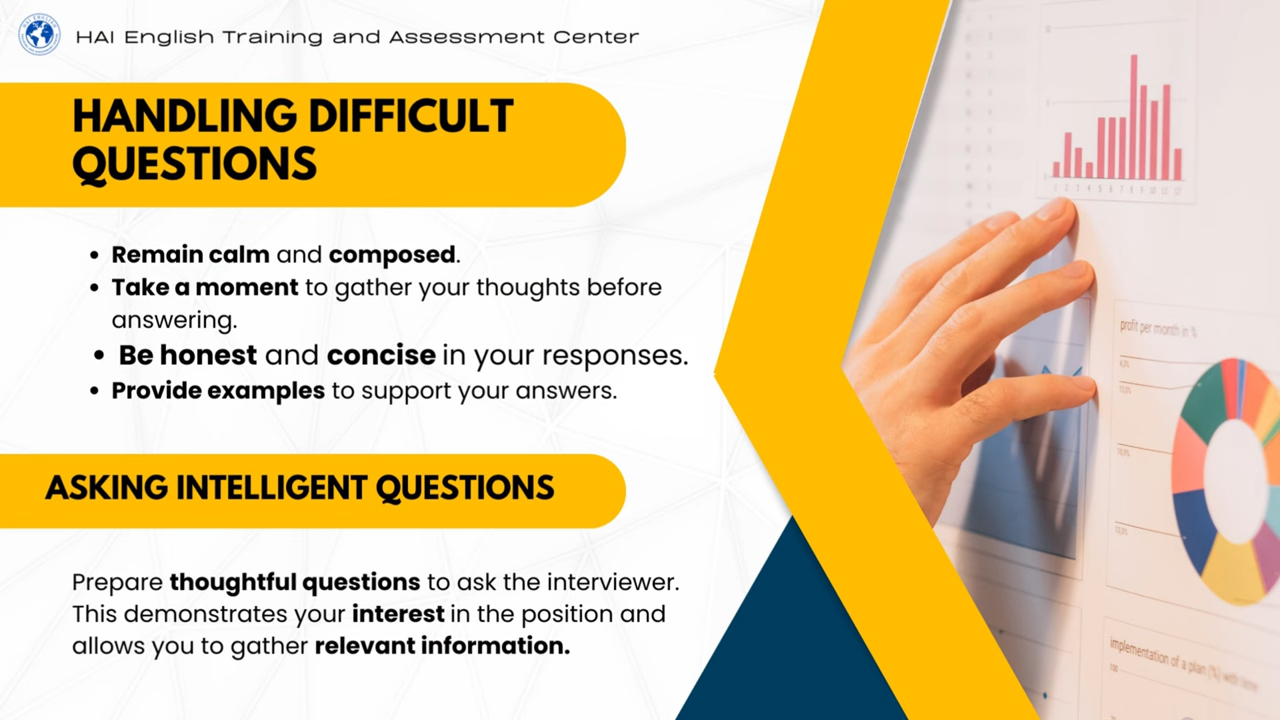 HAI English Training and Assessment Center
HANDLING DIFFICULT
QUESTIONS
• Remain calm and composed.
• Take a moment to gather your thoughts before
answering.
• Be honest and concise in your responses.
• Provide examples to support your answers.
ASKING INTELLIGENT QUESTIONS
Prepare thoughtful questions to ask the interviewer.
This demonstrates your interest in the position and
allows you to gather relevant information.
profit per month in %
implementation of a plan (%) with